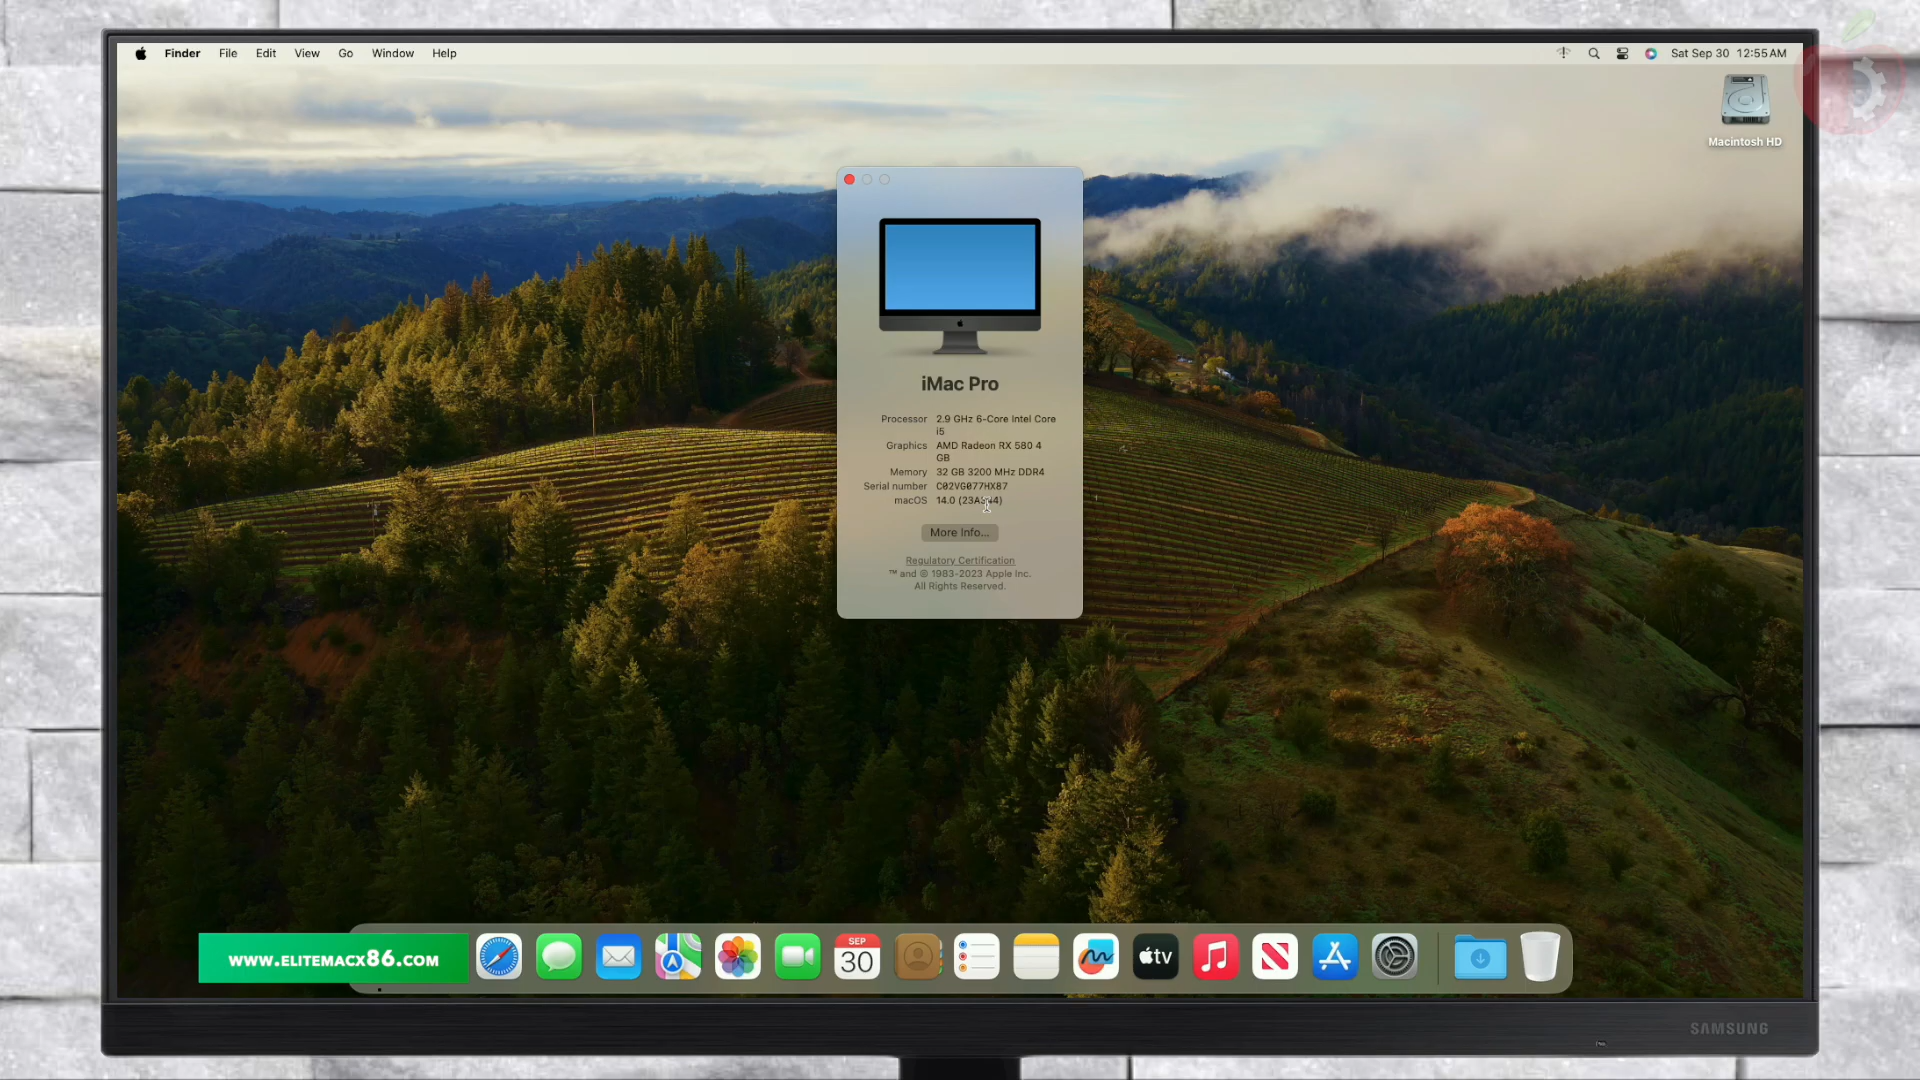 Finder File Edit View Go Window Help
Sat Sep 30 12:55 AM
Macintosh HD
iMac Pro
Processor 2.9 GHz 6-Core Intel Core
i5
Graphics AMD Radeon RX 580 4
GB
Memory 32 GB 3200 MHz DDR4
Serial number C02VG077HX87
macOS 14.0
More Info...
Regulatory Certification
™ and © 1983-2023 Apple Inc.
All Rights Reserved.
WWW.ELITEMACX86.COM
SEP
30
tv
SAMSUNG